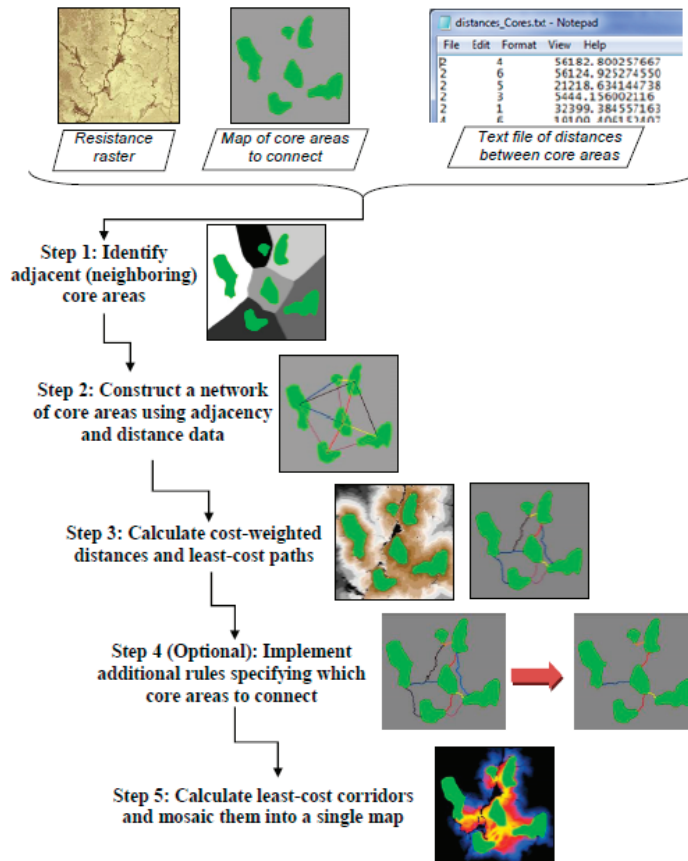 distances_Cores.txt - Notepad
File Edit Format View Help
2 4 56182.800257667
2 6 56124.925274550
2 5 21218.634144738
2 3 5444.156002116
2 1 32399.384557163
4 6 19109.406152407
Resistance
raster
Map of core areas
to connect
Text file of distances
between core areas
Step 1: Identify
adjacent (neighboring)
core areas
Step 2: Construct a network
of core areas using adjacency
and distance data
Step 3: Calculate cost-weighted
distances and least-cost paths
Step 4 (Optional): Implement
additional rules specifying which
core areas to connect
Step 5: Calculate least-cost corridors
and mosaic them into a single map